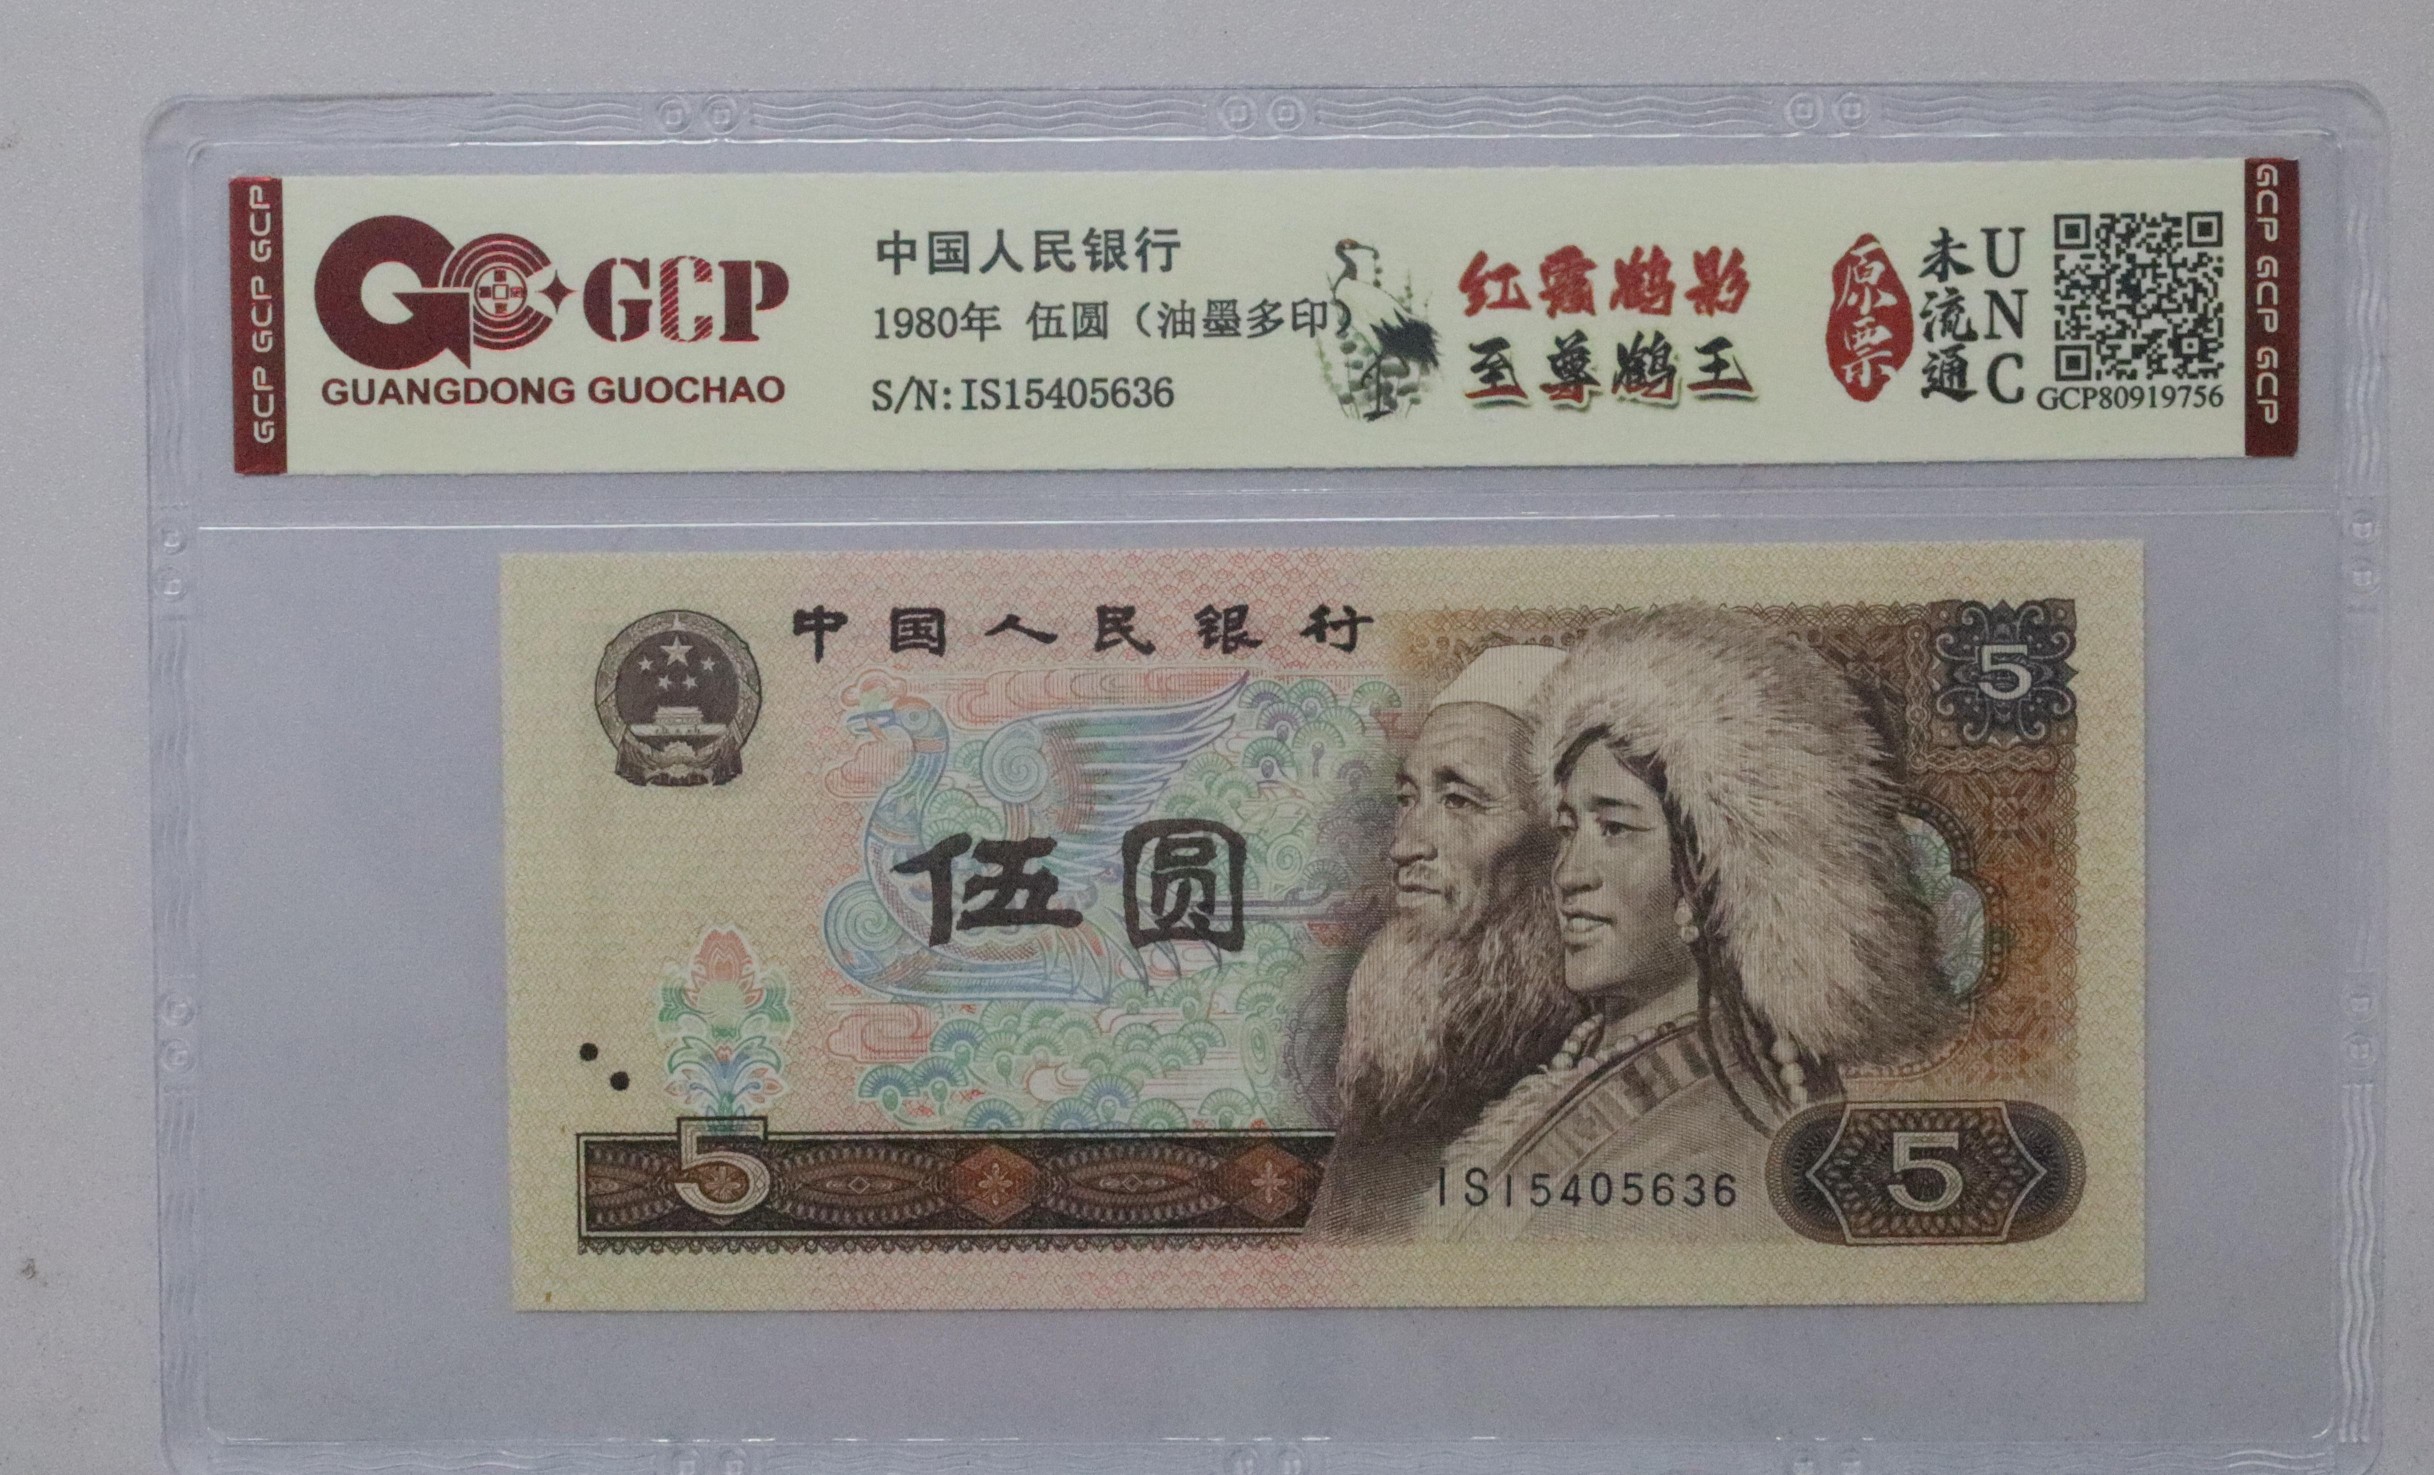 GCP GCP GCP
GCP
GUANGDONG GUOCHAO
中国人民银行
1980年 伍圆（油墨多印）
S/N: IS15405636
红霞鹤影
至尊鹤王
原票
未流通
UNC
GCP80919756
GCP GCP GCP
中国人民银行
5
伍圆
5
IS15405636
5